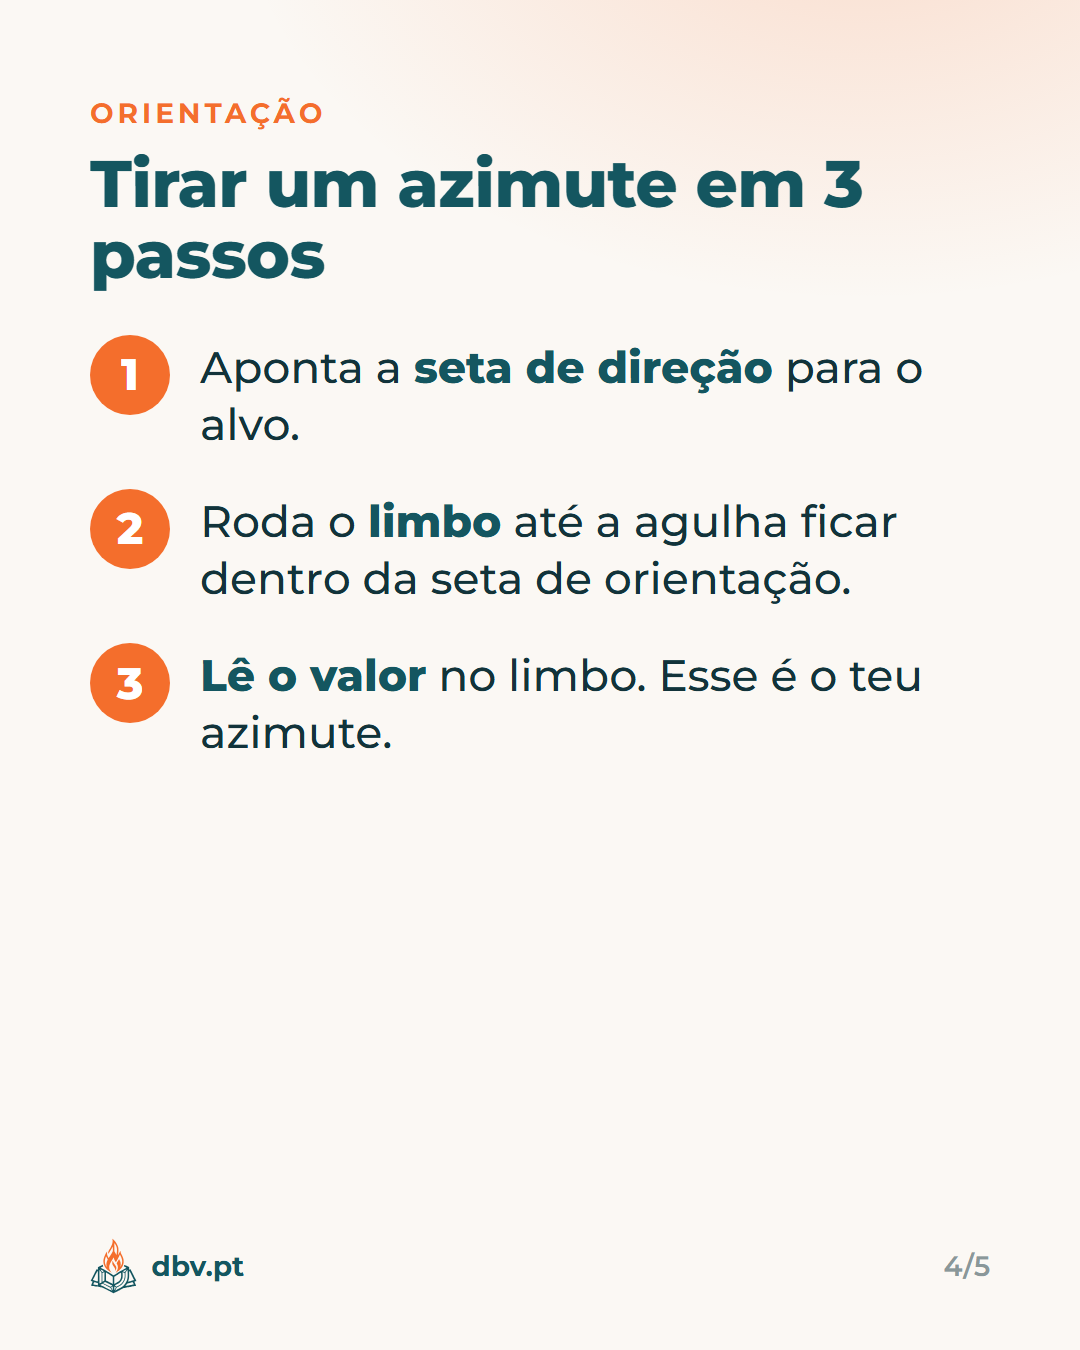 ORIENTAÇÃO
Tirar um azimute em 3
passos
1 Aponta a seta de direção para o
alvo.
2 Roda o limbo até a agulha ficar
dentro da seta de orientação.
3 Lê o valor no limbo. Esse é o teu
azimute.
dbv.pt
4/5